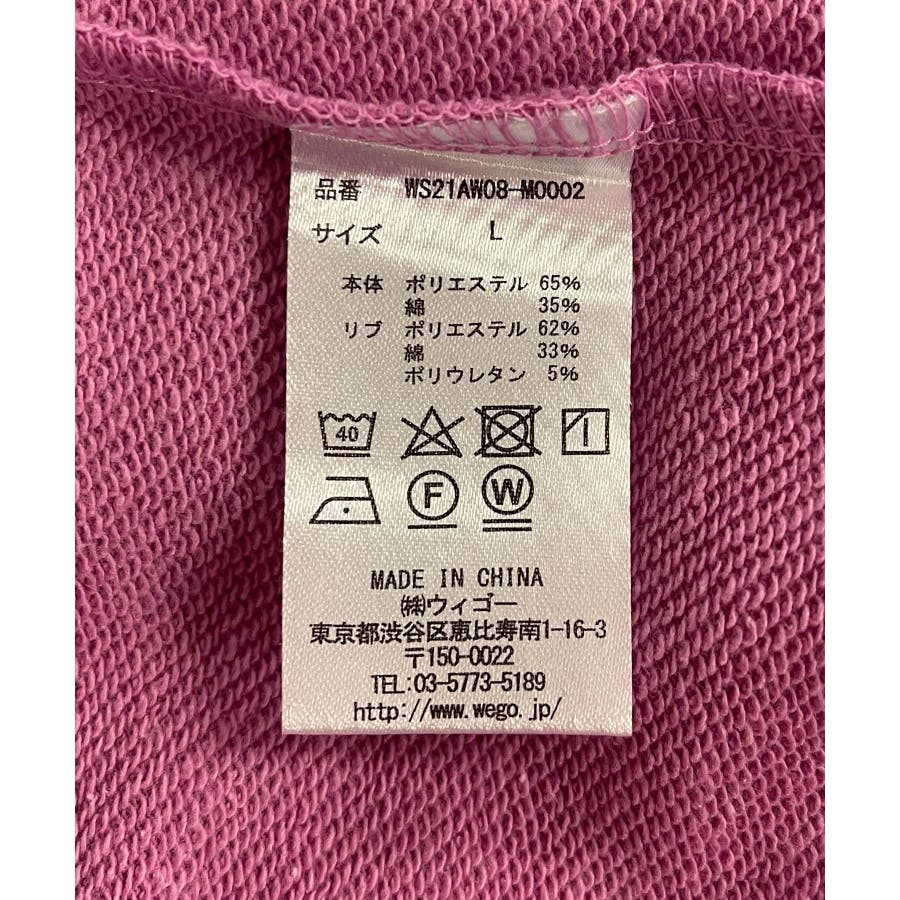 品番 WS21AW08-M0002
サイズ L
本体 ポリエステル 65%
綿 35%
リブ ポリエステル 62%
綿 33%
ポリウレタン 5%
40
F W
MADE IN CHINA
㈱ウィゴー
東京都渋谷区恵比寿南1-16-3
〒150-0022
TEL:03-5773-5189
http://www.wego.jp/